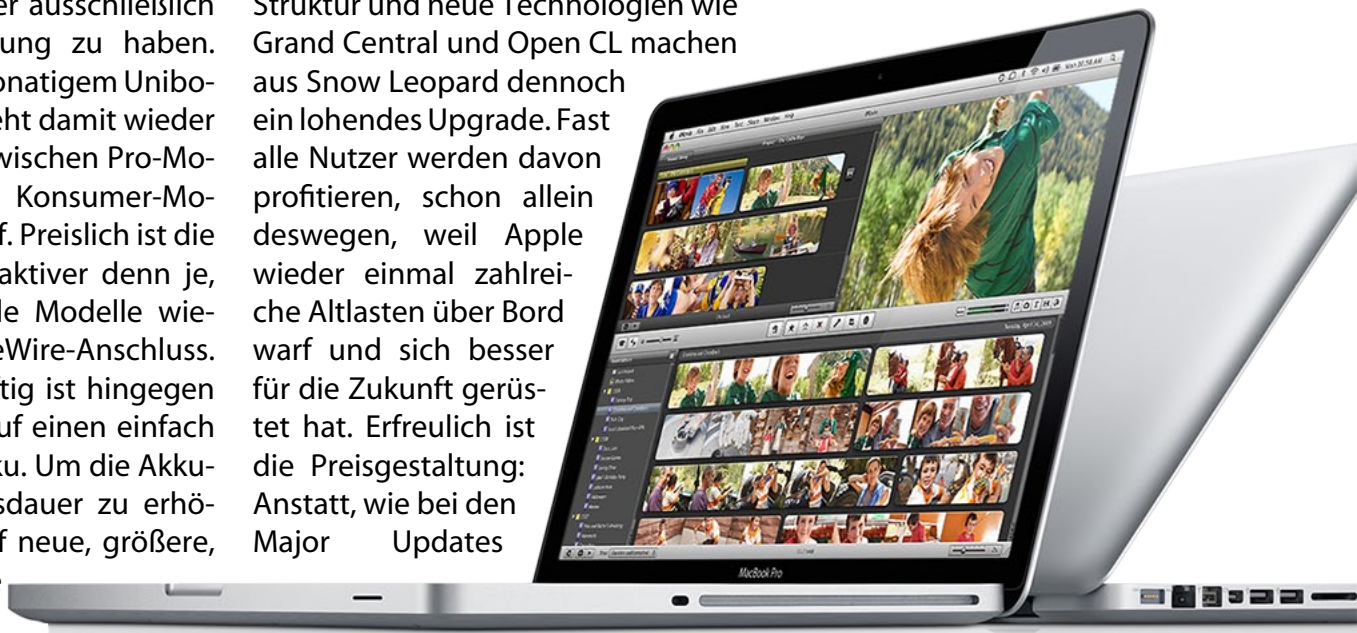 er ausschließlich
ung zu haben.
onatigem Unibo-
eht damit wieder
wischen Pro-Mo-
Konsumer-Mo-
f. Preislich ist die
aktiver denn je,
le Modelle wie-
eWire-Anschluss.
tig ist hingegen
uf einen einfach
ku. Um die Akku-
sdauer zu erhö-
f neue, größere,
Struktur und neue Technologien wie
Grand Central und Open CL machen
aus Snow Leopard dennoch
ein lohendes Upgrade. Fast
alle Nutzer werden davon
profitieren, schon allein
deswegen, weil Apple
wieder einmal zahlrei-
che Altlasten über Bord
warf und sich besser
für die Zukunft gerüs-
tet hat. Erfreulich ist
die Preisgestaltung:
Anstatt, wie bei den
Major Updates
MacBook Pro